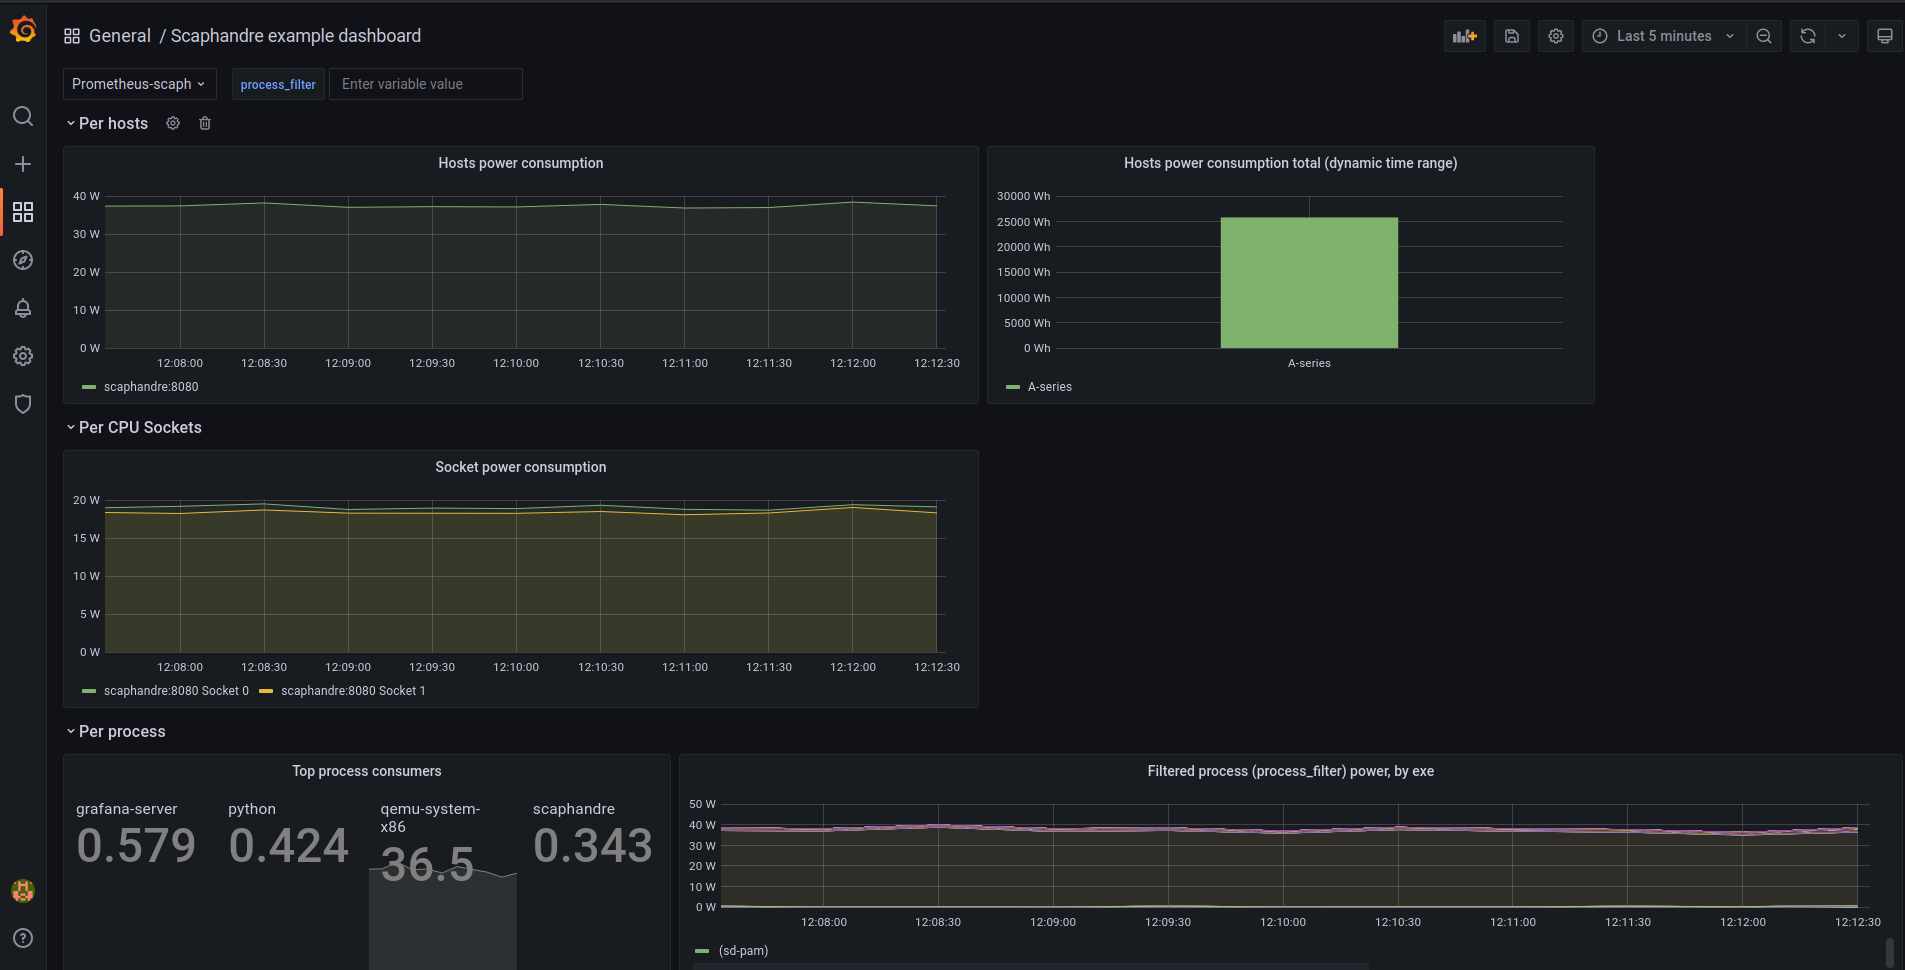 General / Scaphandre example dashboard
Last 5 minutes
Prometheus-scaph
process_filter
Enter variable value
Per hosts
Hosts power consumption
40 W
30 W
20 W
10 W
0 W
12:08:00 12:08:30 12:09:00 12:09:30 12:10:00 12:10:30 12:11:00 12:11:30 12:12:00 12:12:30
scaphandre:8080
Hosts power consumption total (dynamic time range)
30000 Wh
25000 Wh
20000 Wh
15000 Wh
10000 Wh
5000 Wh
0 Wh
A-series
A-series
Per CPU Sockets
Socket power consumption
20 W
15 W
10 W
5 W
0 W
12:08:00 12:08:30 12:09:00 12:09:30 12:10:00 12:10:30 12:11:00 12:11:30 12:12:00 12:12:30
scaphandre:8080 Socket 0 scaphandre:8080 Socket 1
Per process
Top process consumers
grafana-server
0.579
python
0.424
qemu-system-
x86
36.5
scaphandre
0.343
Filtered process (process_filter) power, by exe
50 W
40 W
30 W
20 W
10 W
0 W
12:08:00 12:08:30 12:09:00 12:09:30 12:10:00 12:10:30 12:11:00 12:11:30 12:12:00 12:12:30
(sd-pam)